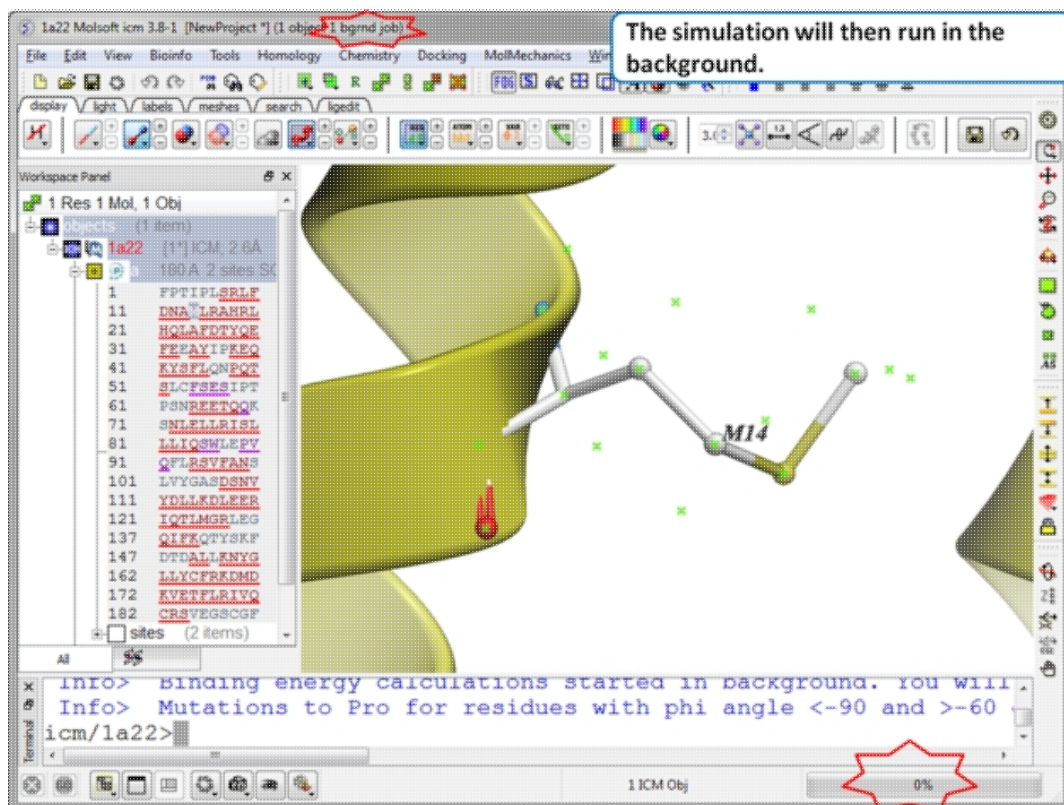 1a22 Molsoft icm 3.8-1 [NewProject *] (1 object 1 bgrnd job)
The simulation will then run in the
background.
File Edit View Bioinfo Tools Homology Chemistry Docking MolMechanics
display light labels meshes search ligedit
Workspace Panel
1 Res 1 Mol, 1 Obj
objects (1 item)
1a22 [1*] ICM, 2.6Å
a 180 A 2 sites
1 FPTIPLSRLF
11 DNA LRAHRL
21 HQLAFDTYQE
31 FEEAYIPKEQ
41 KYSFLQNPQT
51 SLCFSESIPT
61 PSNREETQQK
71 SNLELLRISL
81 LLIQSWLEPV
91 QFLRSVFANS
101 LVYGASDSNV
111 YDLLKDLEER
121 IQTLMGRLEG
137 QIFKQTYSKF
147 DTDALLKNYG
162 LLYCFRKDMD
172 KVETFLRIVQ
182 CRSVEGSCGF
sites (2 items)
All
M14
Info> Binding energy calculations started in background. You will
Info> Mutations to Pro for residues with phi angle <-90 and >-60
icm/1a22>
Terminal
1 ICM Obj
0%